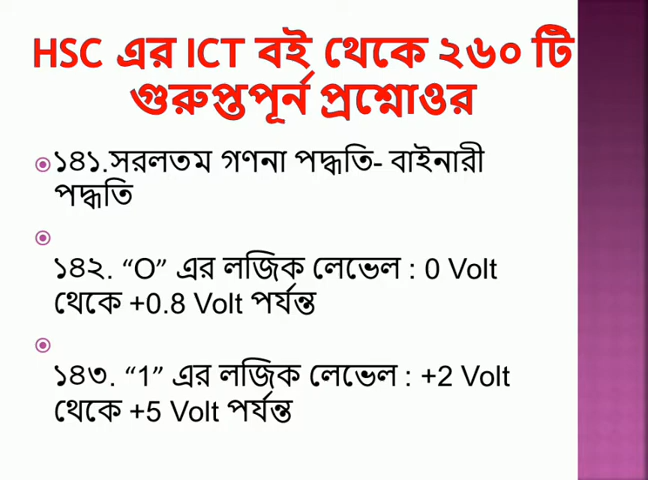 HSC এর ICT বই থেকে ২৬০ টি
গুরুপ্তপূর্ন প্রশ্নোওর
১৪১.সরলতম গণনা পদ্ধতি- বাইনারী
পদ্ধতি
১৪২. “O” এর লজিক লেভেল : 0 Volt
থেকে +0.8 Volt পর্যন্ত
১৪৩. “1” এর লজিক লেভেল : +2 Volt
থেকে +5 Volt পর্যন্ত